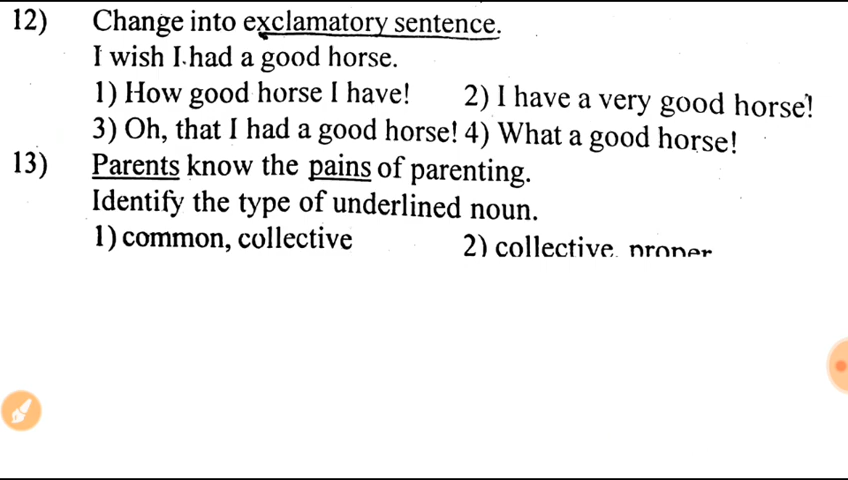 12) Change into exclamatory sentence.
I wish I had a good horse.
1) How good horse I have! 2) I have a very good horse!
3) Oh, that I had a good horse! 4) What a good horse!
13) Parents know the pains of parenting.
Identify the type of underlined noun.
1) common, collective 2) collective, proper